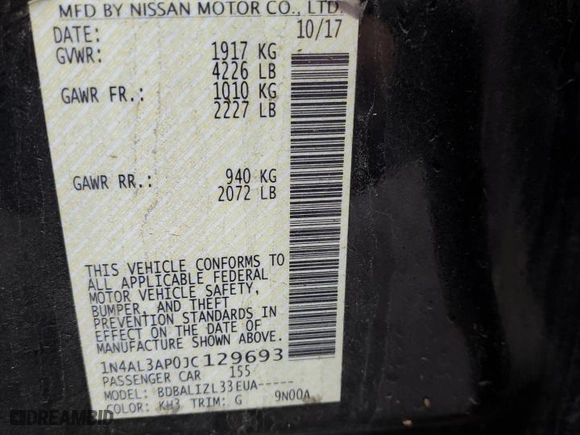 MFD BY NISSAN MOTOR CO., LTD.
DATE: 10/17
GVWR: 1917 KG
4226 LB
GAWR FR.: 1010 KG
2227 LB
GAWR RR.: 940 KG
2072 LB
THIS VEHICLE CONFORMS TO
ALL APPLICABLE FEDERAL
MOTOR VEHICLE SAFETY,
BUMPER, AND THEFT
PREVENTION STANDARDS IN
EFFECT ON THE DATE OF
MANUFACTURE SHOWN ABOVE.
1N4AL3AP0JC129693
PASSENGER CAR 155
MODEL: BDBALIZL33EUA-----
COLOR: KH3 TRIM: G 9N00A
DREAMBID